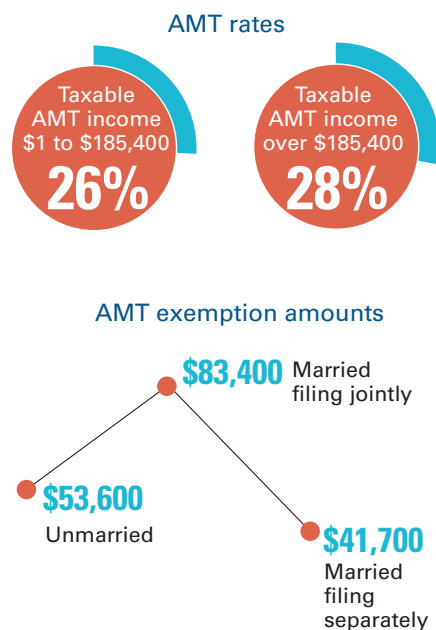 AMT rates
Taxable
AMT income
$1 to $185,400
26%
Taxable
AMT income
over $185,400
28%
AMT exemption amounts
$83,400 Married
filing jointly
$53,600
Unmarried
$41,700
Married
filing
separately